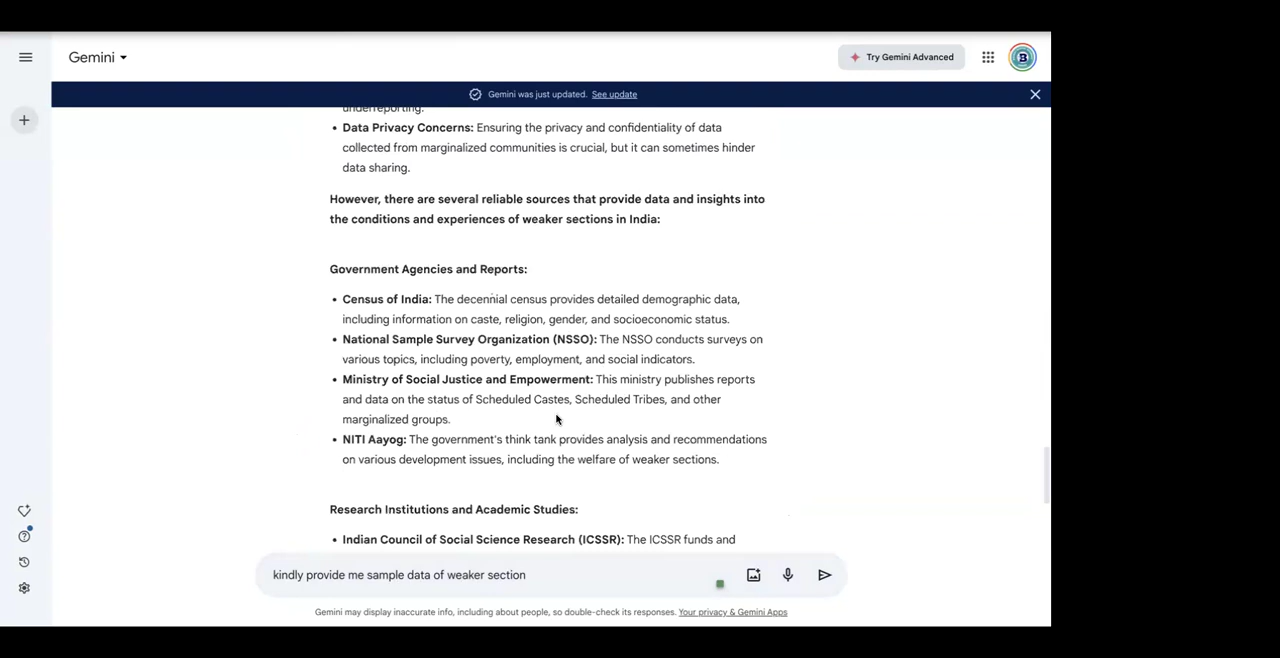 Gemini
Try Gemini Advanced
B
Gemini was just updated. See update
underreporting.
• Data Privacy Concerns: Ensuring the privacy and confidentiality of data
collected from marginalized communities is crucial, but it can sometimes hinder
data sharing.
However, there are several reliable sources that provide data and insights into
the conditions and experiences of weaker sections in India:
Government Agencies and Reports:
• Census of India: The decennial census provides detailed demographic data,
including information on caste, religion, gender, and socioeconomic status.
• National Sample Survey Organization (NSSO): The NSSO conducts surveys on
various topics, including poverty, employment, and social indicators.
• Ministry of Social Justice and Empowerment: This ministry publishes reports
and data on the status of Scheduled Castes, Scheduled Tribes, and other
marginalized groups.
• NITI Aayog: The government's think tank provides analysis and recommendations
on various development issues, including the welfare of weaker sections.
Research Institutions and Academic Studies:
• Indian Council of Social Science Research (ICSSR): The ICSSR funds and
kindly provide me sample data of weaker section
Gemini may display inaccurate info, including about people, so double-check its responses. Your privacy & Gemini Apps